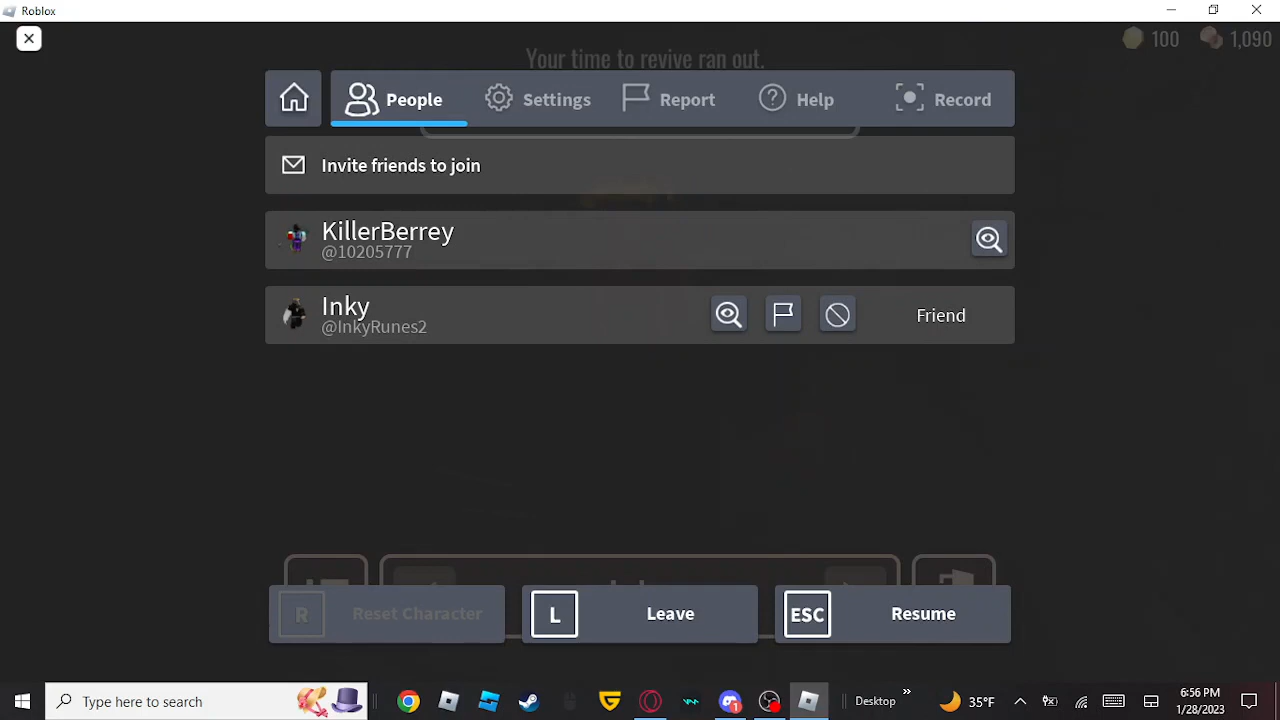 Roblox
100
1,090
Your time to revive ran out.
People
Settings
Report
Help
Record
Invite friends to join
KillerBerrey
@10205777
Inky
@InkyRunes2
Friend
R
Reset Character
L
Leave
ESC
Resume
Type here to search
1
Desktop
35°F
6:56 PM
1/28/2023